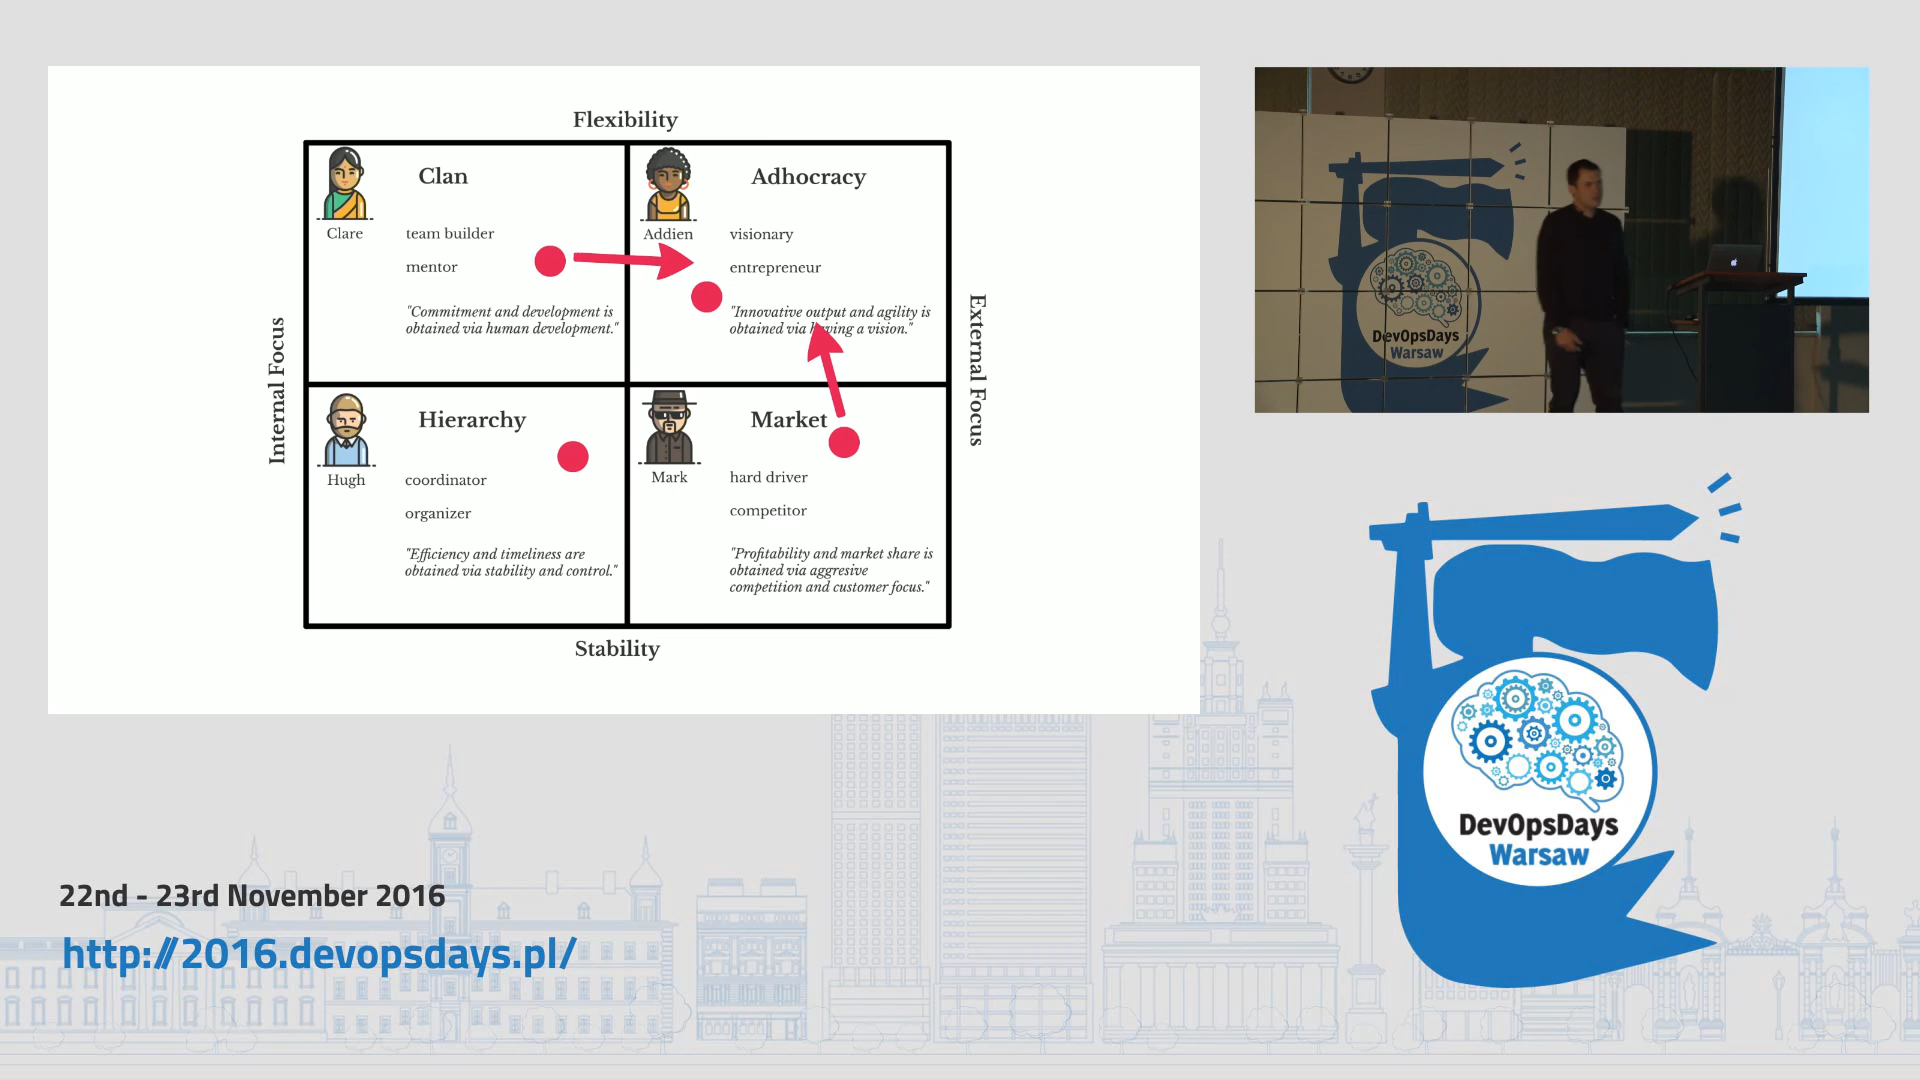 Flexibility
Clan
Clare
team builder
mentor
"Commitment and development is
obtained via human development."
Adhocracy
Addien
visionary
entrepreneur
"Innovative output and agility is
obtained via having a vision."
Internal Focus
External Focus
Hierarchy
Hugh
coordinator
organizer
"Efficiency and timeliness are
obtained via stability and control."
Market
Mark
hard driver
competitor
"Profitability and market share is
obtained via aggresive
competition and customer focus."
Stability
DevOpsDays
Warsaw
DevOpsDays
Warsaw
22nd - 23rd November 2016
http://2016.devopsdays.pl/